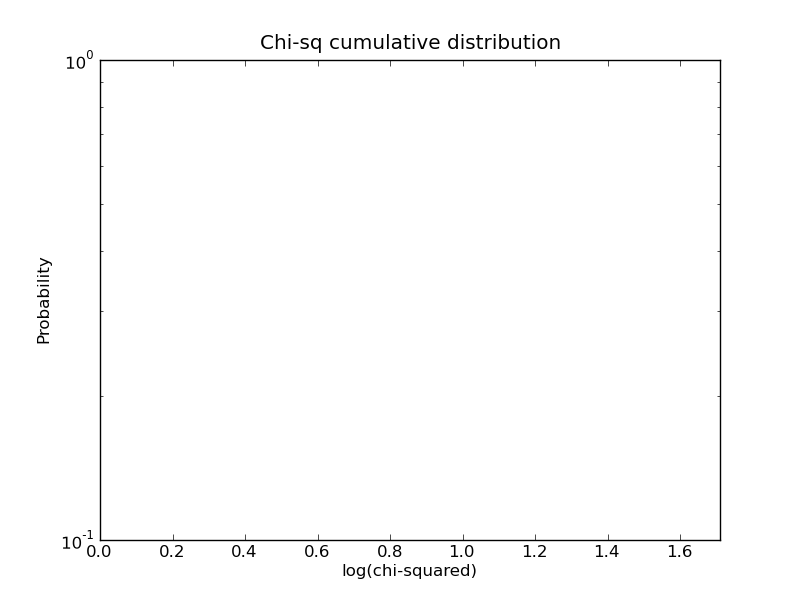 Chi-sq cumulative distribution
10^0
Probability
10^-1
0.0 0.2 0.4 0.6 0.8 1.0 1.2 1.4 1.6
log(chi-squared)